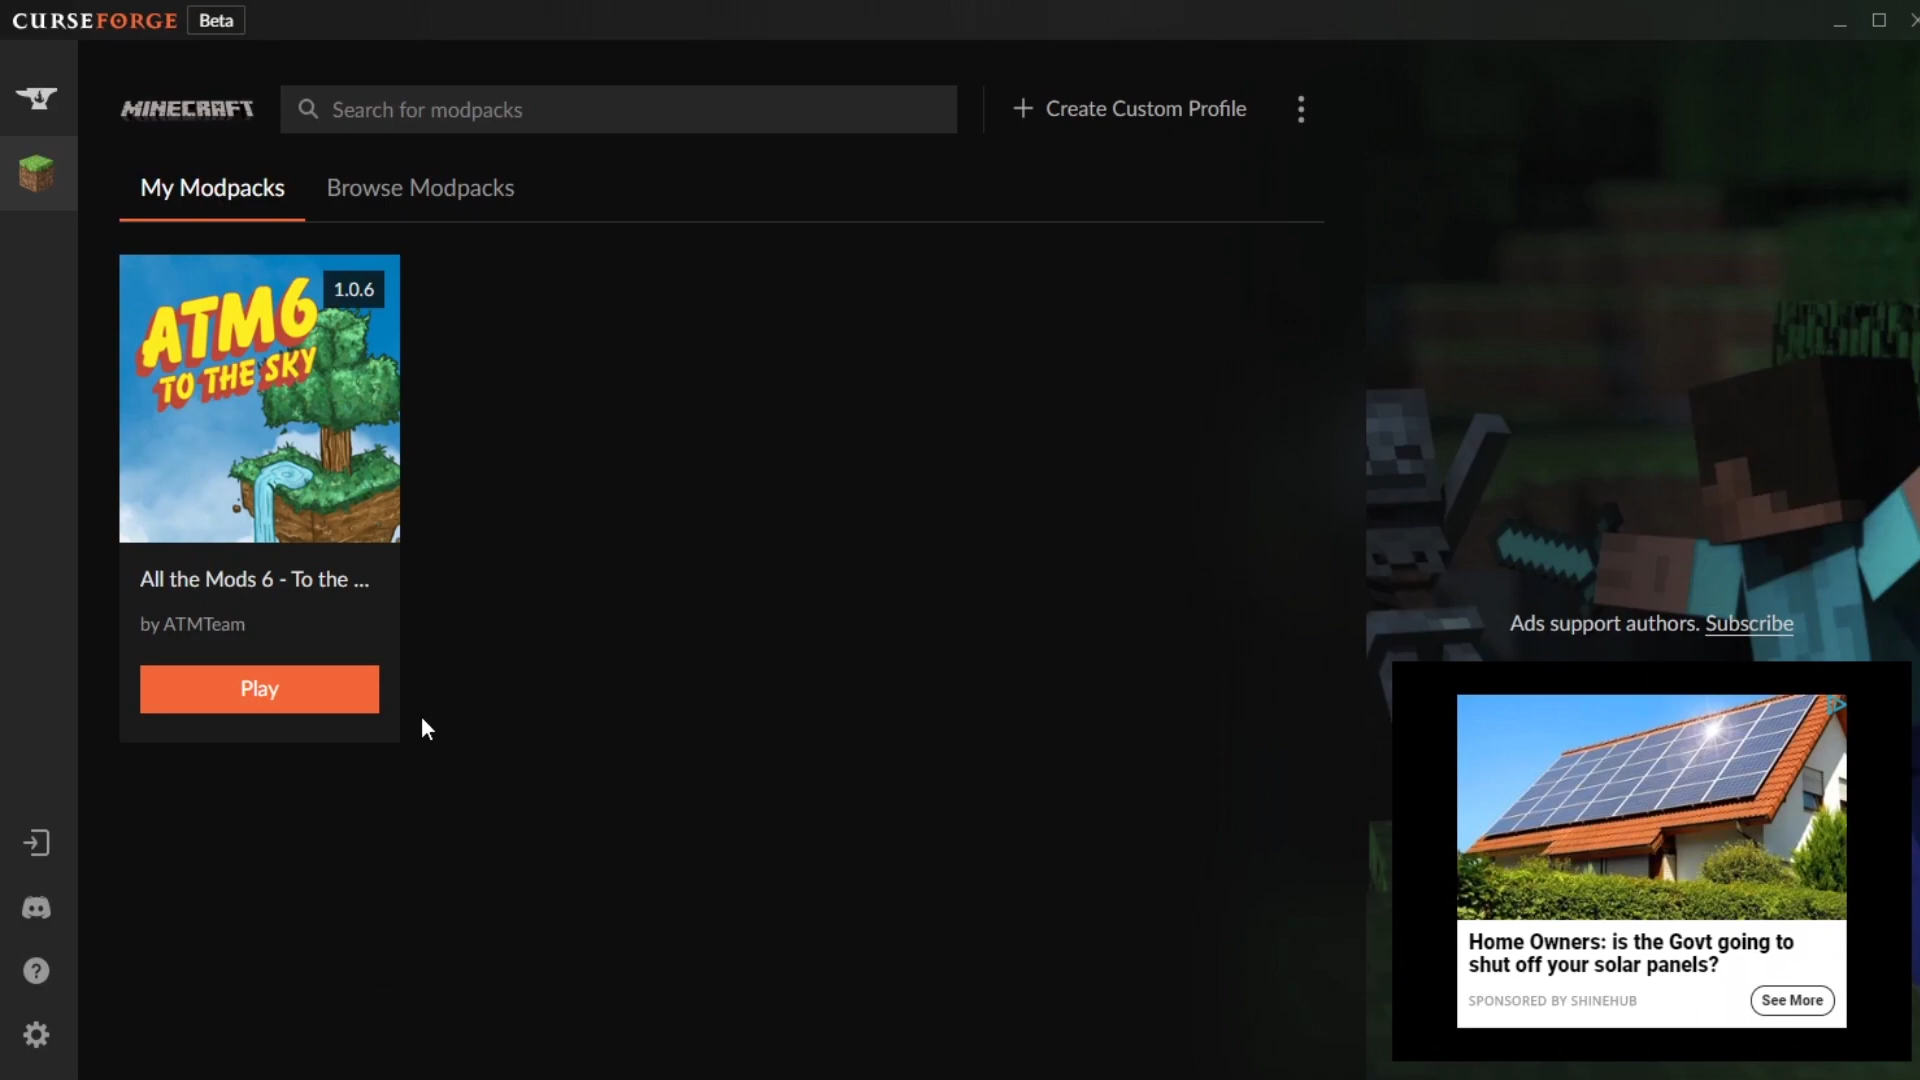 CURSEFORGE Beta
MINECRAFT
Search for modpacks
Create Custom Profile
My Modpacks
Browse Modpacks
ATM6
TO THE SKY
1.0.6
All the Mods 6 - To the ...
by ATMTeam
Play
Ads support authors. Subscribe
Home Owners: is the Govt going to
shut off your solar panels?
SPONSORED BY SHINEHUB
See More